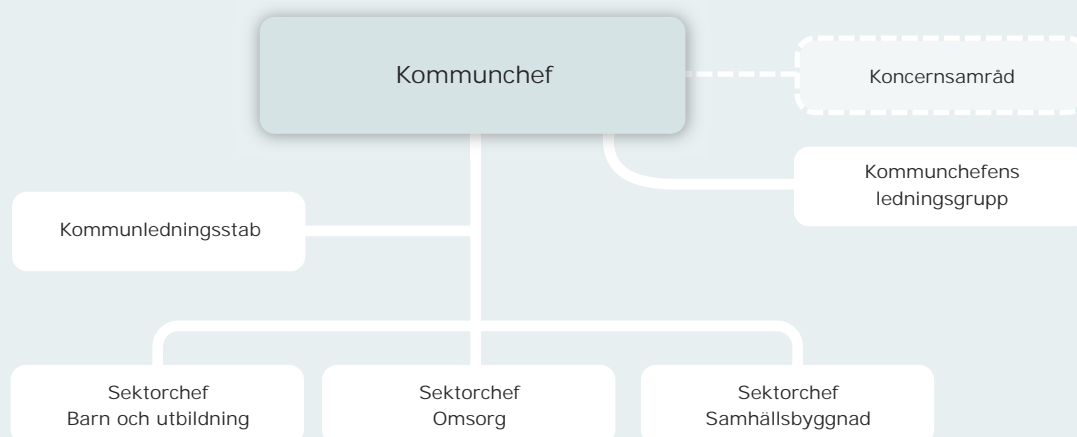 Kommunchef
Koncernsamråd
Kommunchefens
ledningsgrupp
Kommunledningsstab
Sektorchef
Barn och utbildning
Sektorchef
Omsorg
Sektorchef
Samhällsbyggnad